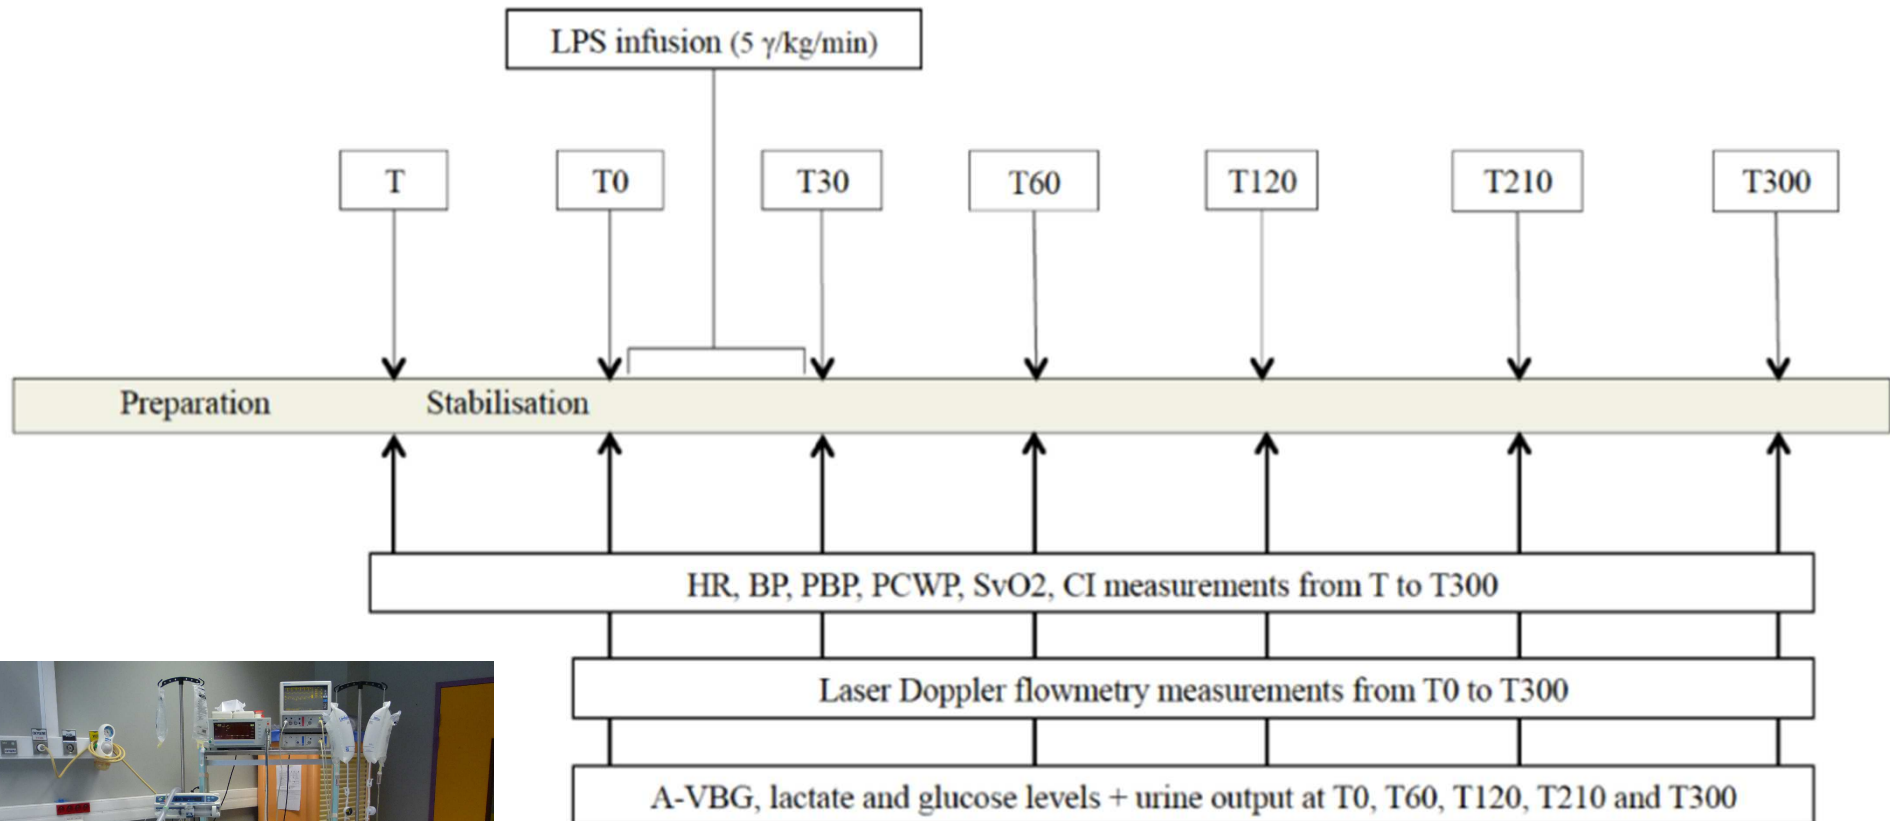 LPS infusion (5 γ/kg/min)
T
T0
T30
T60
T120
T210
T300
Preparation
Stabilisation
HR, BP, PBP, PCWP, SvO2, CI measurements from T to T300
Laser Doppler flowmetry measurements from T0 to T300
A-VBG, lactate and glucose levels + urine output at T0, T60, T120, T210 and T300